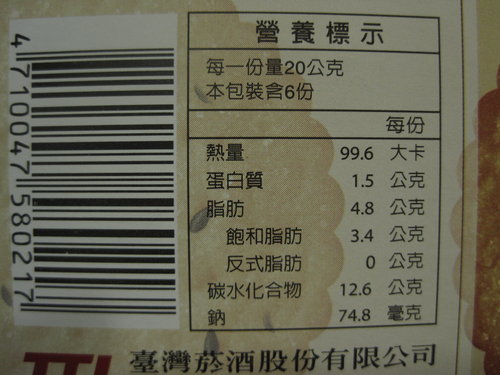 4 710047 580217
營養標示
每一份量20公克
本包裝含6份
每份
熱量 99.6 大卡
蛋白質 1.5 公克
脂肪 4.8 公克
飽和脂肪 3.4 公克
反式脂肪 0 公克
碳水化合物 12.6 公克
鈉 74.8 毫克
TTL 臺灣菸酒股份有限公司